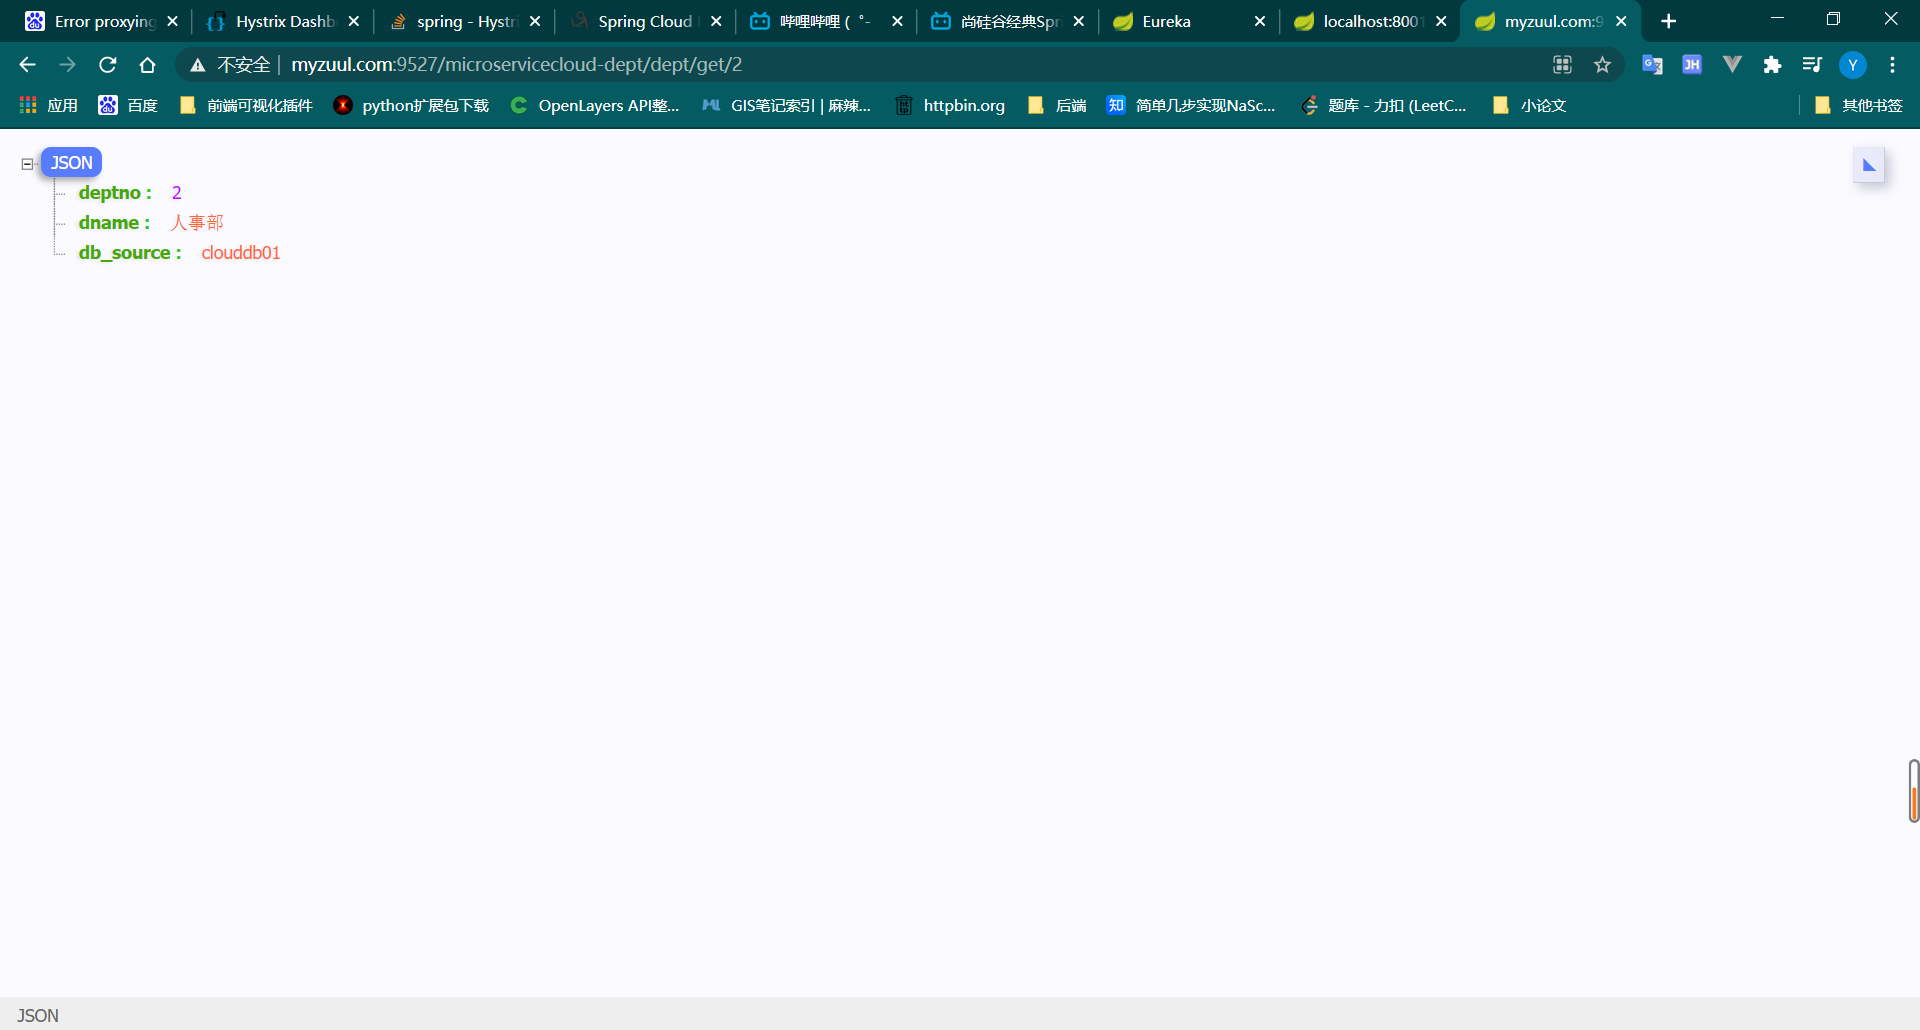 Error proxying
Hystrix Dashb
spring - Hystri
Spring Cloud
哔哩哔哩 ( ゜-
尚硅谷经典Spri
Eureka
localhost:8001
myzuul.com:9
不安全 | myzuul.com:9527/microservicecloud-dept/dept/get/2
JH
Y
应用
百度
前端可视化插件
python扩展包下载
OpenLayers API整...
GIS笔记索引 | 麻辣...
httpbin.org
后端
知 简单几步实现NaSc...
题库 - 力扣 (LeetC...
小论文
其他书签
JSON
deptno : 2
dname : 人事部
db_source : clouddb01
JSON